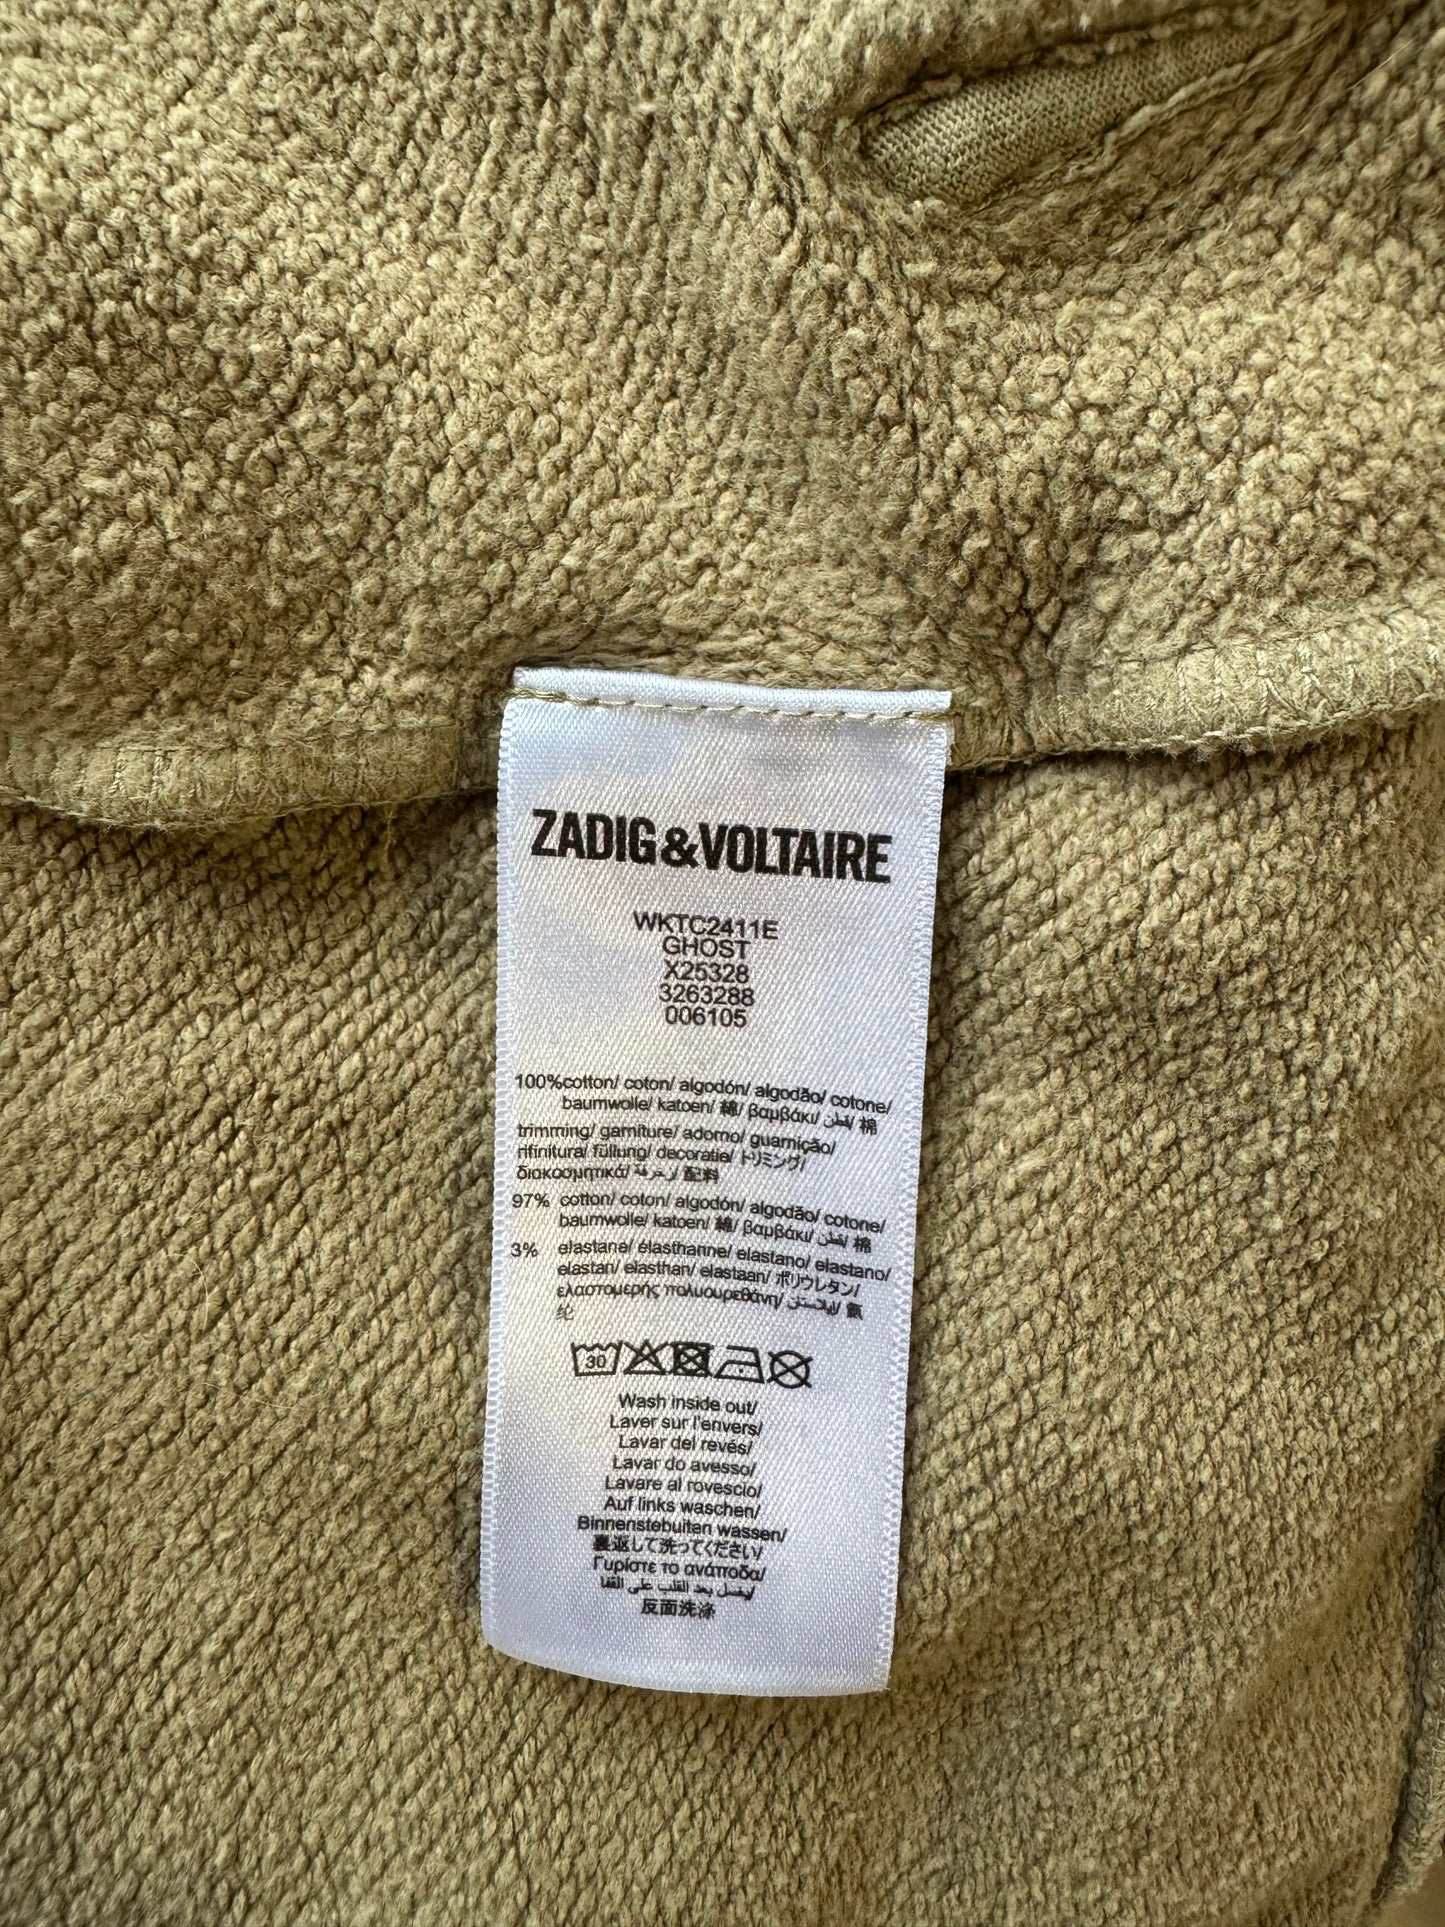 ZADIG&VOLTAIRE
WKTC2411E
GHOST
X25328
3263288
006105
100%cotton/ coton/ algodón/ algodão/ cotone/
baumwolle/ katoen/ 綿/ βαμβάκι/ قطن/ 棉
trimming/ garniture/ adorno/ guarnição/
rifinitura/ füllung/ decoratie/ トリミング/
διακοσμητικά/ زخرفة/ 配料
97% cotton/ coton/ algodón/ algodão/ cotone/
baumwolle/ katoen/ 綿/ βαμβάκι/ قطن/ 棉
3% elastane/ élasthanne/ elastano/ elastano/
elastan/ elasthan/ elastaan/ ポリウレタン/
ελαστομερής πολυουρεθάνη/ إيلاستين/ 氨
纶
30
Wash inside out/
Laver sur l'envers/
Lavar del revés/
Lavar do avesso/
Lavare al rovescio/
Auf links waschen/
Binnenstebuiten wassen/
裏返して洗ってください/
Γυρίστε το ανάποδα/
يغسل بعد القلب على القفا/
反面洗涤